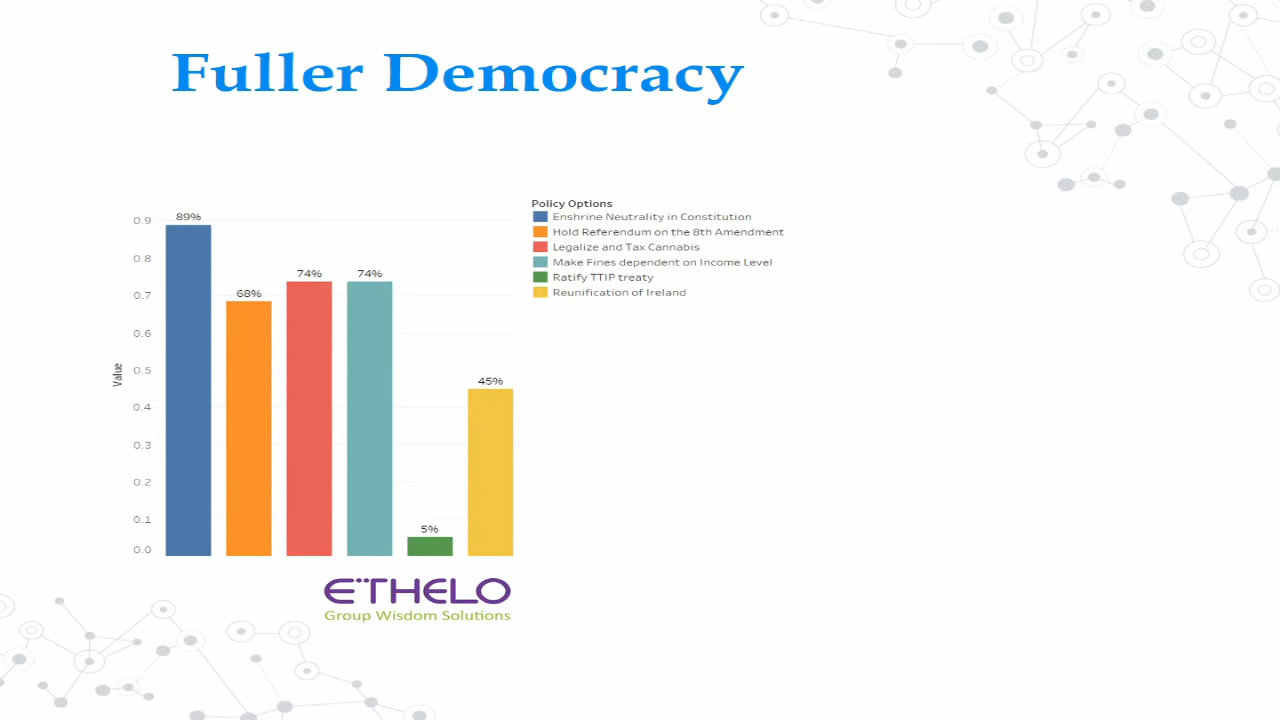 Fuller Democracy
Policy Options
Enshrine Neutrality in Constitution
Hold Referendum on the 8th Amendment
Legalize and Tax Cannabis
Make Fines dependent on Income Level
Ratify TTIP treaty
Reunification of Ireland
Value
0.9
0.8
0.7
0.6
0.5
0.4
0.3
0.2
0.1
0.0
89%
68%
74%
74%
5%
45%
ETHELO
Group Wisdom Solutions